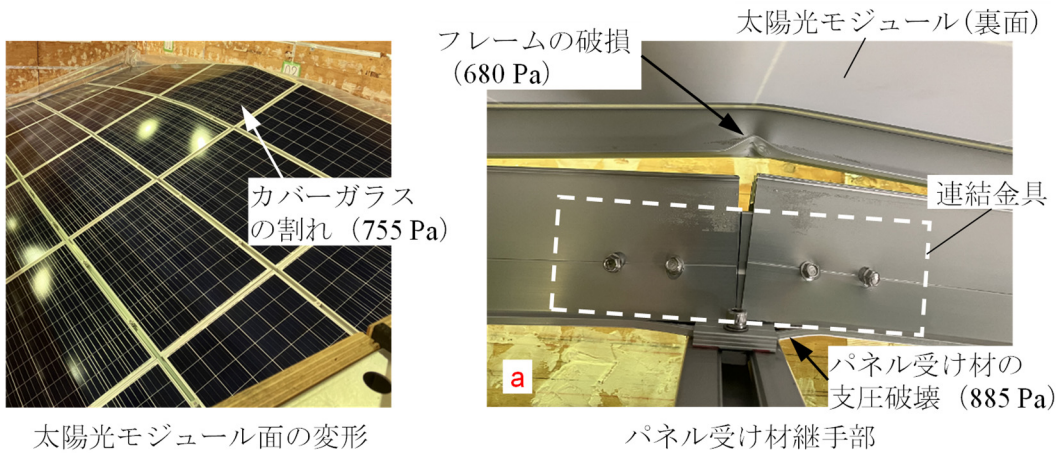 フレームの破損
（680 Pa）
太陽光モジュール（裏面）
カバーガラス
の割れ（755 Pa）
連結金具
パネル受け材の
支圧破壊（885 Pa）
a
太陽光モジュール面の変形
パネル受け材継手部